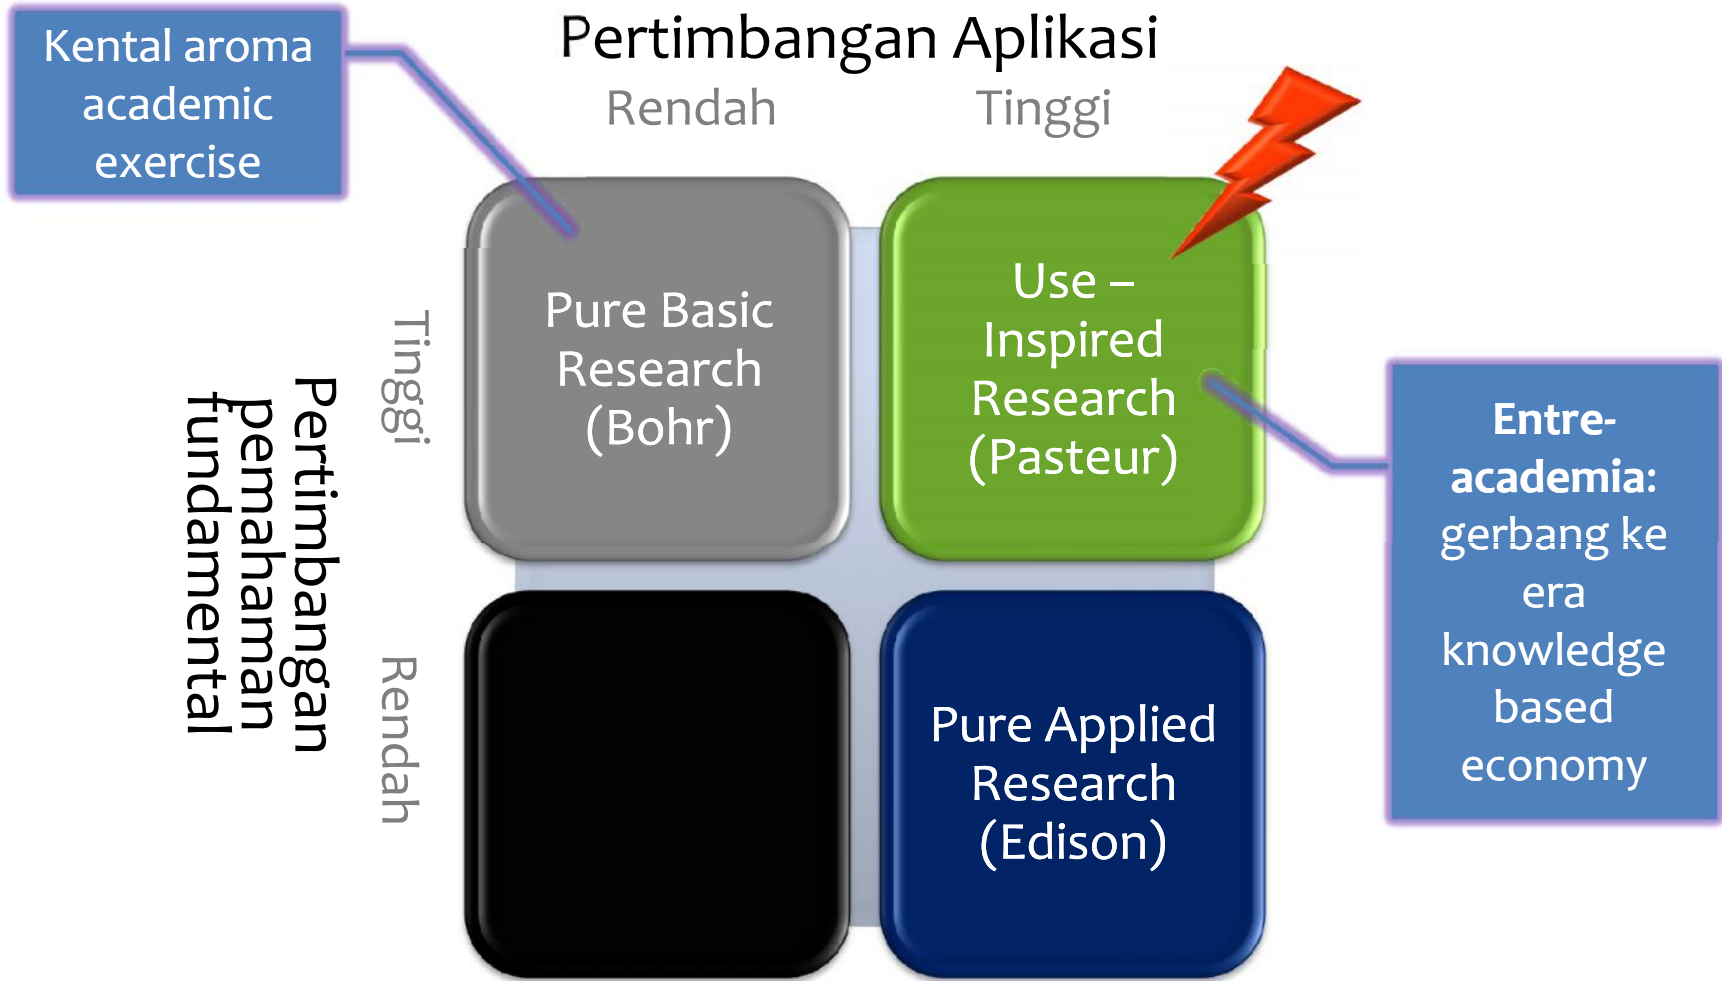 Pertimbangan Aplikasi
Rendah
Tinggi
Kental aroma
academic
exercise
Pertimbangan
pemahaman
fundamental
Tinggi
Rendah
Pure Basic
Research
(Bohr)
Use –
Inspired
Research
(Pasteur)
Pure Applied
Research
(Edison)
Entre-
academia:
gerbang ke
era
knowledge
based
economy